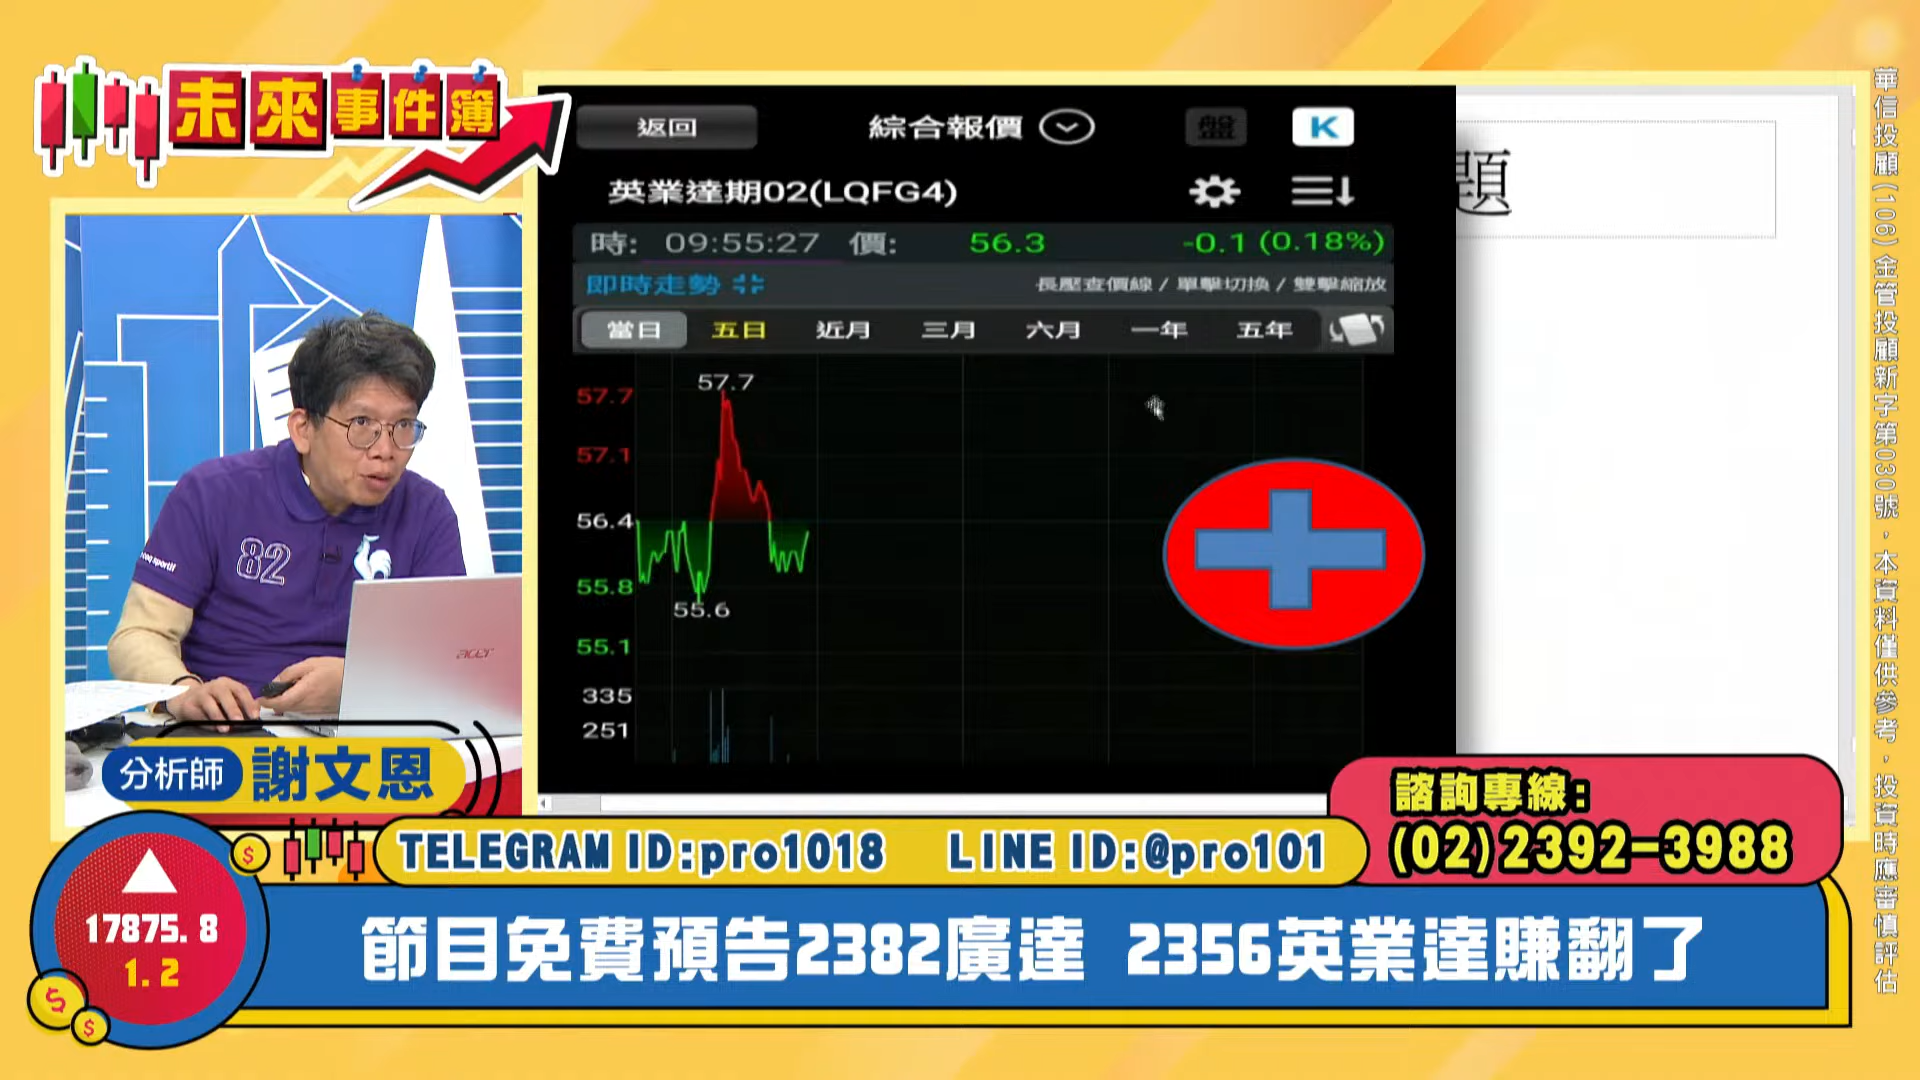 未來事件簿
返回
綜合報價
盤
K
題
英業達期02(LQFG4)
時: 09:55:27 價: 56.3 -0.1 (0.18%)
即時走勢
長壓查價線 / 單擊切換 / 雙擊縮放
當日 五日 近月 三月 六月 一年 五年
57.7
57.7
57.1
56.4
55.8
55.6
55.1
335
251
82
acer
分析師 謝文恩
諮詢專線:
(02)2392-3988
TELEGRAM ID:pro1018 LINE ID:@pro101
17875.8
1.2
節目免費預告2382廣達 2356英業達賺翻了
華信投顧(106)金管投顧新字第030號，本資料僅供參考，投資時應審慎評估